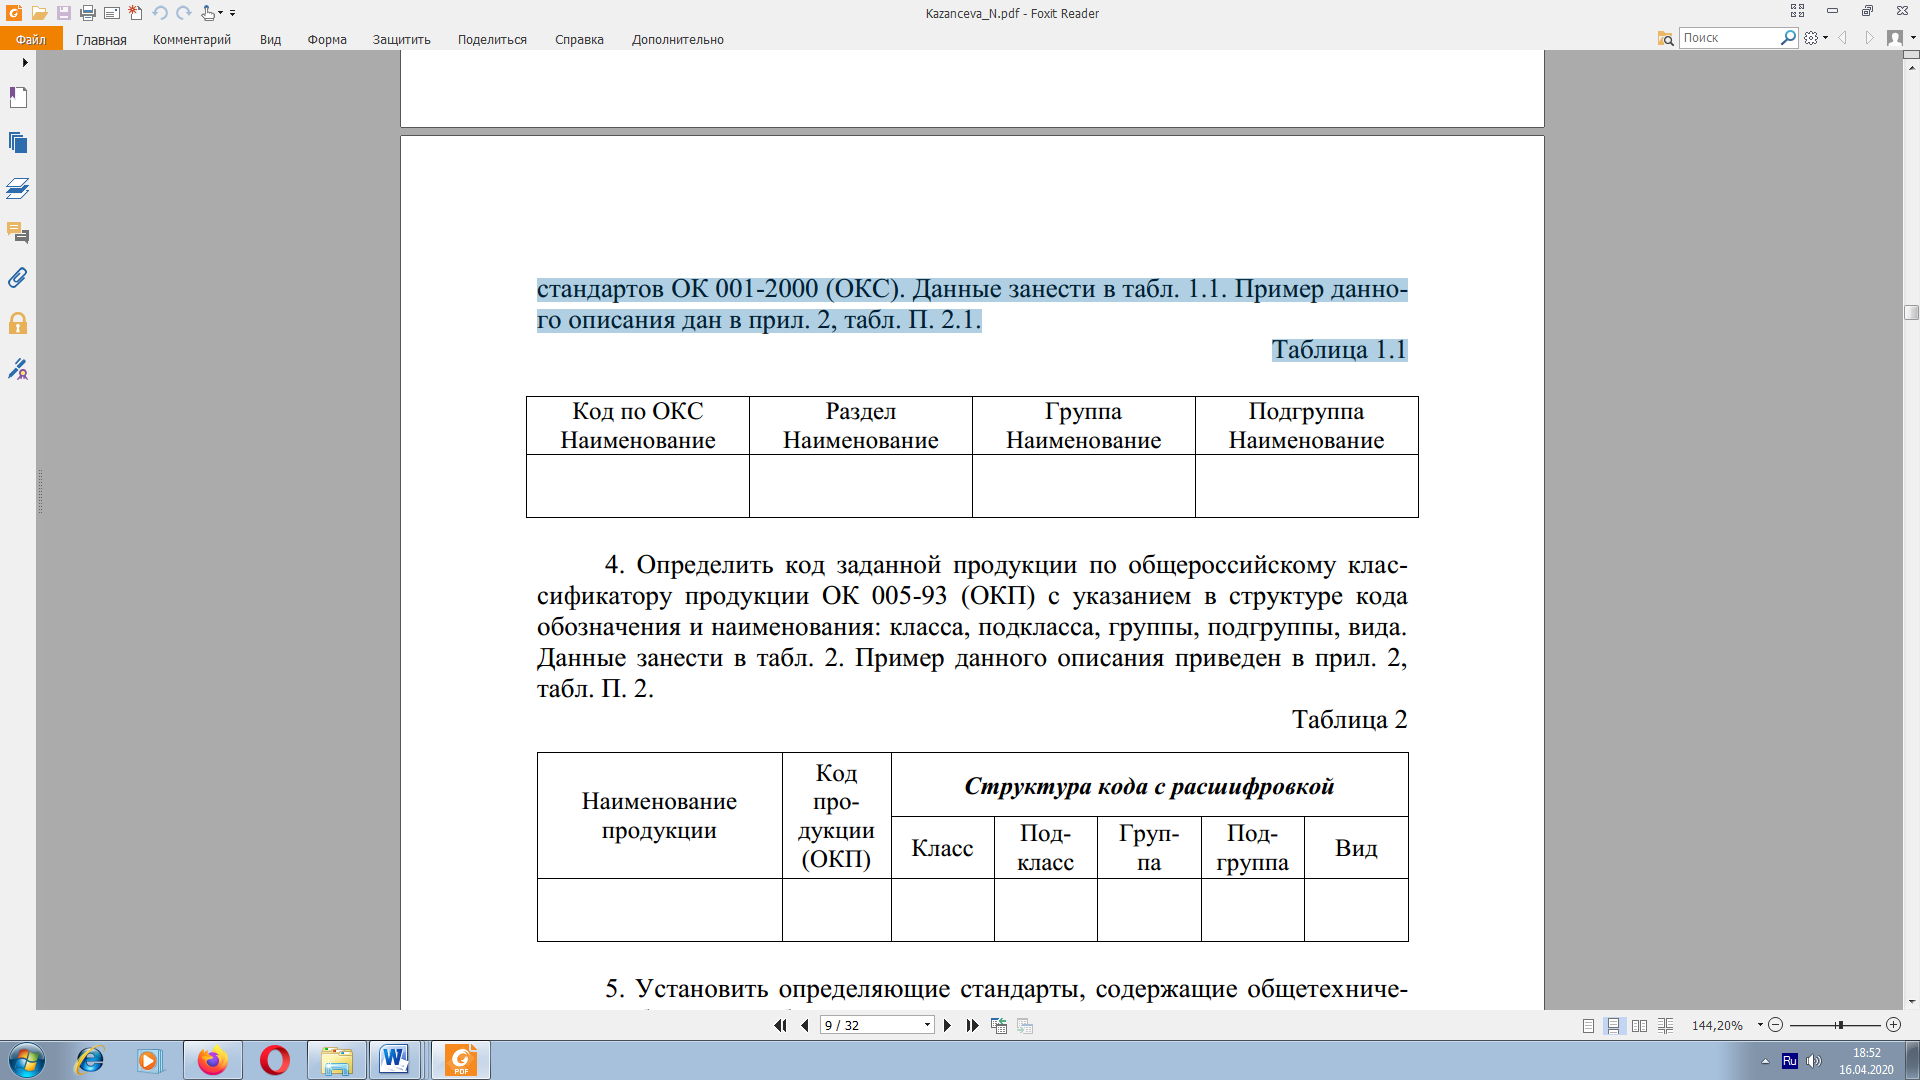 Kazanceva_N.pdf - Foxit Reader
Файл Главная Комментарий Вид Форма Защитить Поделиться Справка Дополнительно Поиск
стандартов ОК 001-2000 (ОКС). Данные занести в табл. 1.1. Пример данно-
го описания дан в прил. 2, табл. П. 2.1.
Таблица 1.1
Код по ОКС Раздел Группа Подгруппа
Наименование Наименование Наименование Наименование
4. Определить код заданной продукции по общероссийскому клас-
сификатору продукции ОК 005-93 (ОКП) с указанием в структуре кода
обозначения и наименования: класса, подкласса, группы, подгруппы, вида.
Данные занести в табл. 2. Пример данного описания приведен в прил. 2,
табл. П. 2.
Таблица 2
Наименование
продукции
Код
про-
дукции
(ОКП)
Структура кода с расшифровкой
Класс
Под-
класс
Груп-
па
Под-
группа
Вид
5. Установить определяющие стандарты, содержащие общетехниче-
9 / 32
144,20%
PDF
Ru
18:52
16.04.2020